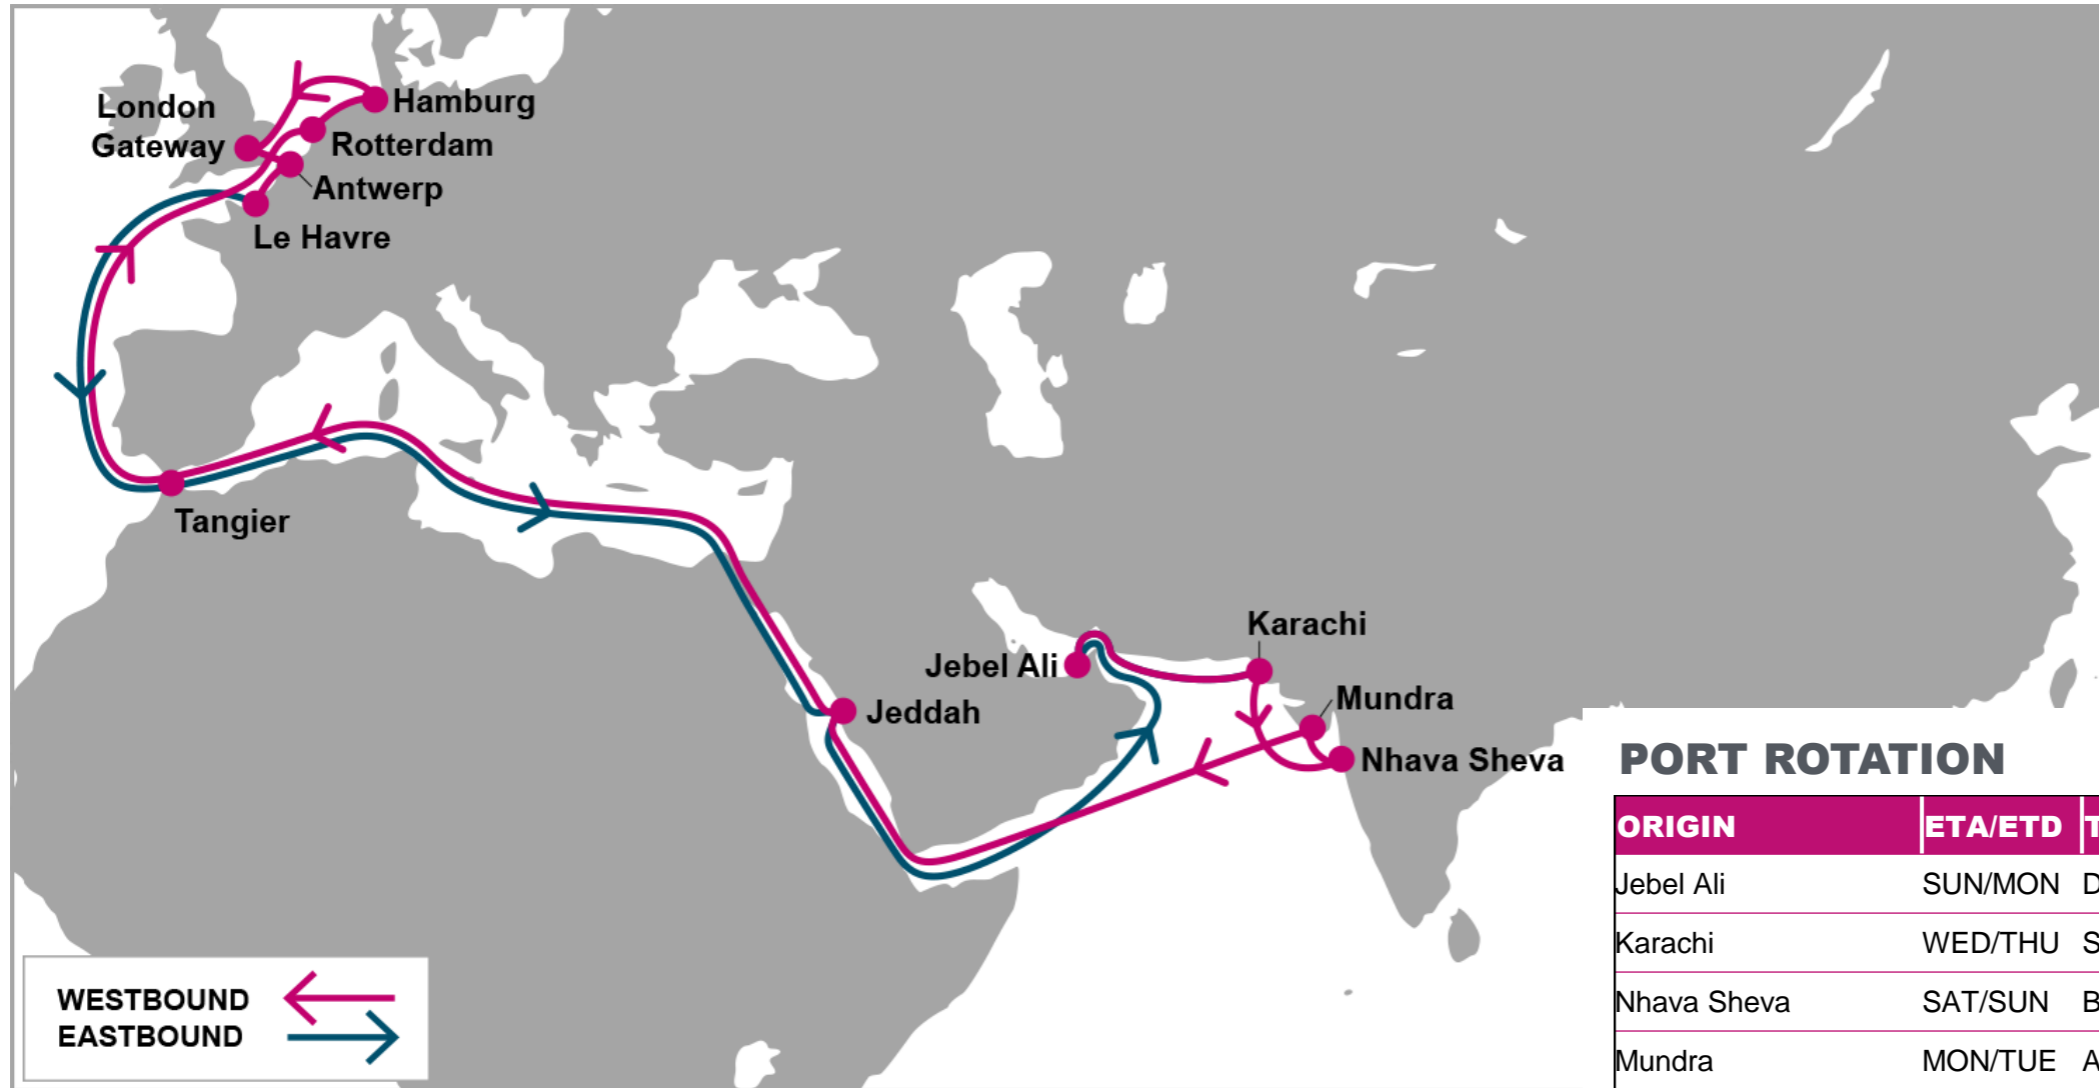 London
Gateway
Hamburg
Rotterdam
Antwerp
Le Havre
Tangier
Jeddah
Jebel Ali
Karachi
Mundra
Nhava Sheva
WESTBOUND
EASTBOUND
PORT ROTATION
ORIGIN ETA/ETD T
Jebel Ali SUN/MON D
Karachi WED/THU S
Nhava Sheva SAT/SUN B
Mundra MON/TUE A